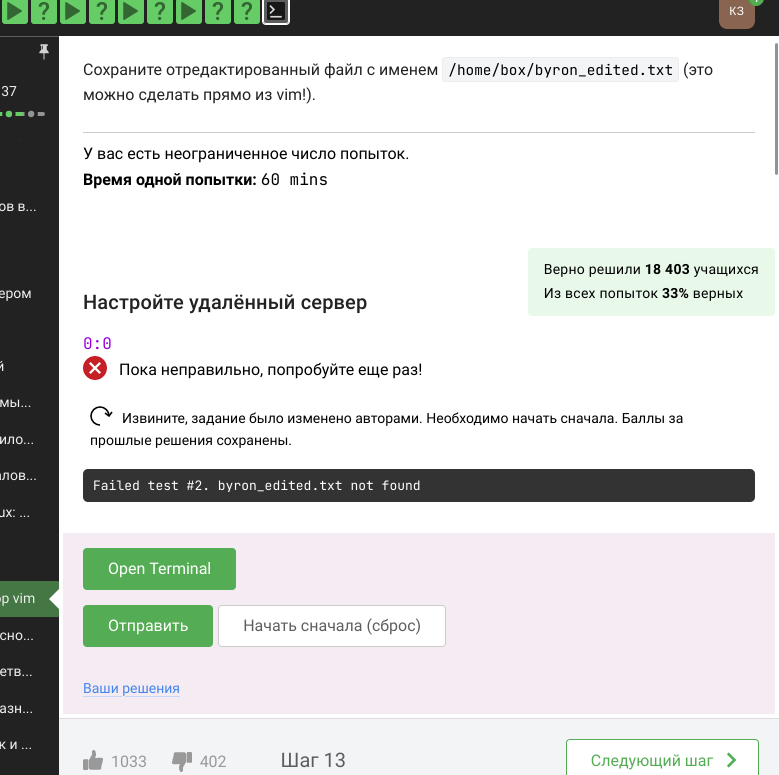 КЗ
Сохраните отредактированный файл с именем /home/box/byron_edited.txt (это
можно сделать прямо из vim!).
37
У вас есть неограниченное число попыток.
Время одной попытки: 60 mins
ов в...
Верно решили 18 403 учащихся
Из всех попыток 33% верных
ером
Настройте удалённый сервер
0:0
й
Пока неправильно, попробуйте еще раз!
мы...
Извините, задание было изменено авторами. Необходимо начать сначала. Баллы за
прошлые решения сохранены.
ило...
лов...
Failed test #2. byron_edited.txt not found
ux: ...
Open Terminal
ор vim
Отправить
Начать сначала (сброс)
сно...
етв...
Ваши решения
азн...
к и ...
1033
402
Шаг 13
Следующий шаг